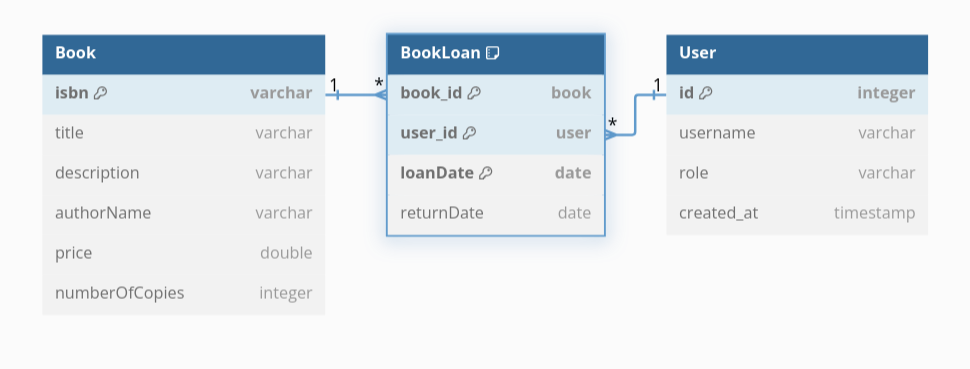 Book
isbn varchar
title varchar
description varchar
authorName varchar
price double
numberOfCopies integer
1 *
BookLoan
book_id book
user_id user
loanDate date
returnDate date
* 1
User
id integer
username varchar
role varchar
created_at timestamp